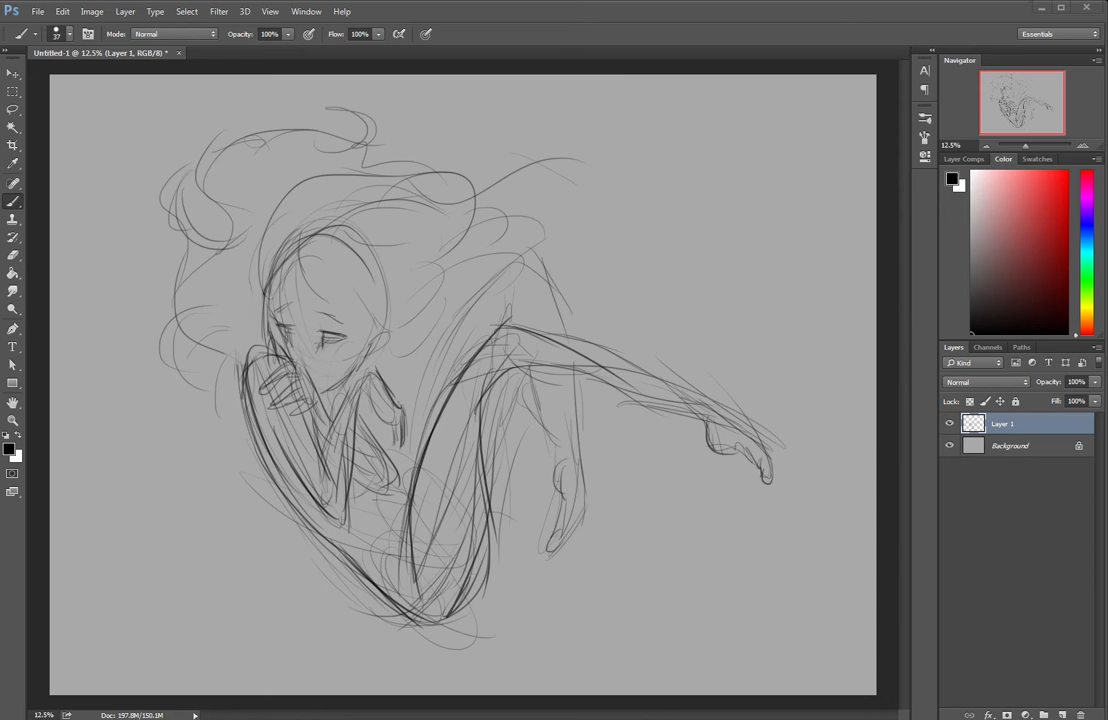 Ps File Edit Image Layer Type Select Filter 3D View Window Help
37 Mode: Normal Opacity: 100% Flow: 100% Essentials
Untitled-1 @ 12.5% (Layer 1, RGB/8) * ×
Navigator
12.5%
Layer Comps Color Swatches
Layers Channels Paths
Kind
Normal Opacity: 100%
Lock: Fill: 100%
Layer 1
Background
12.5% Doc: 197.8M/150.1M